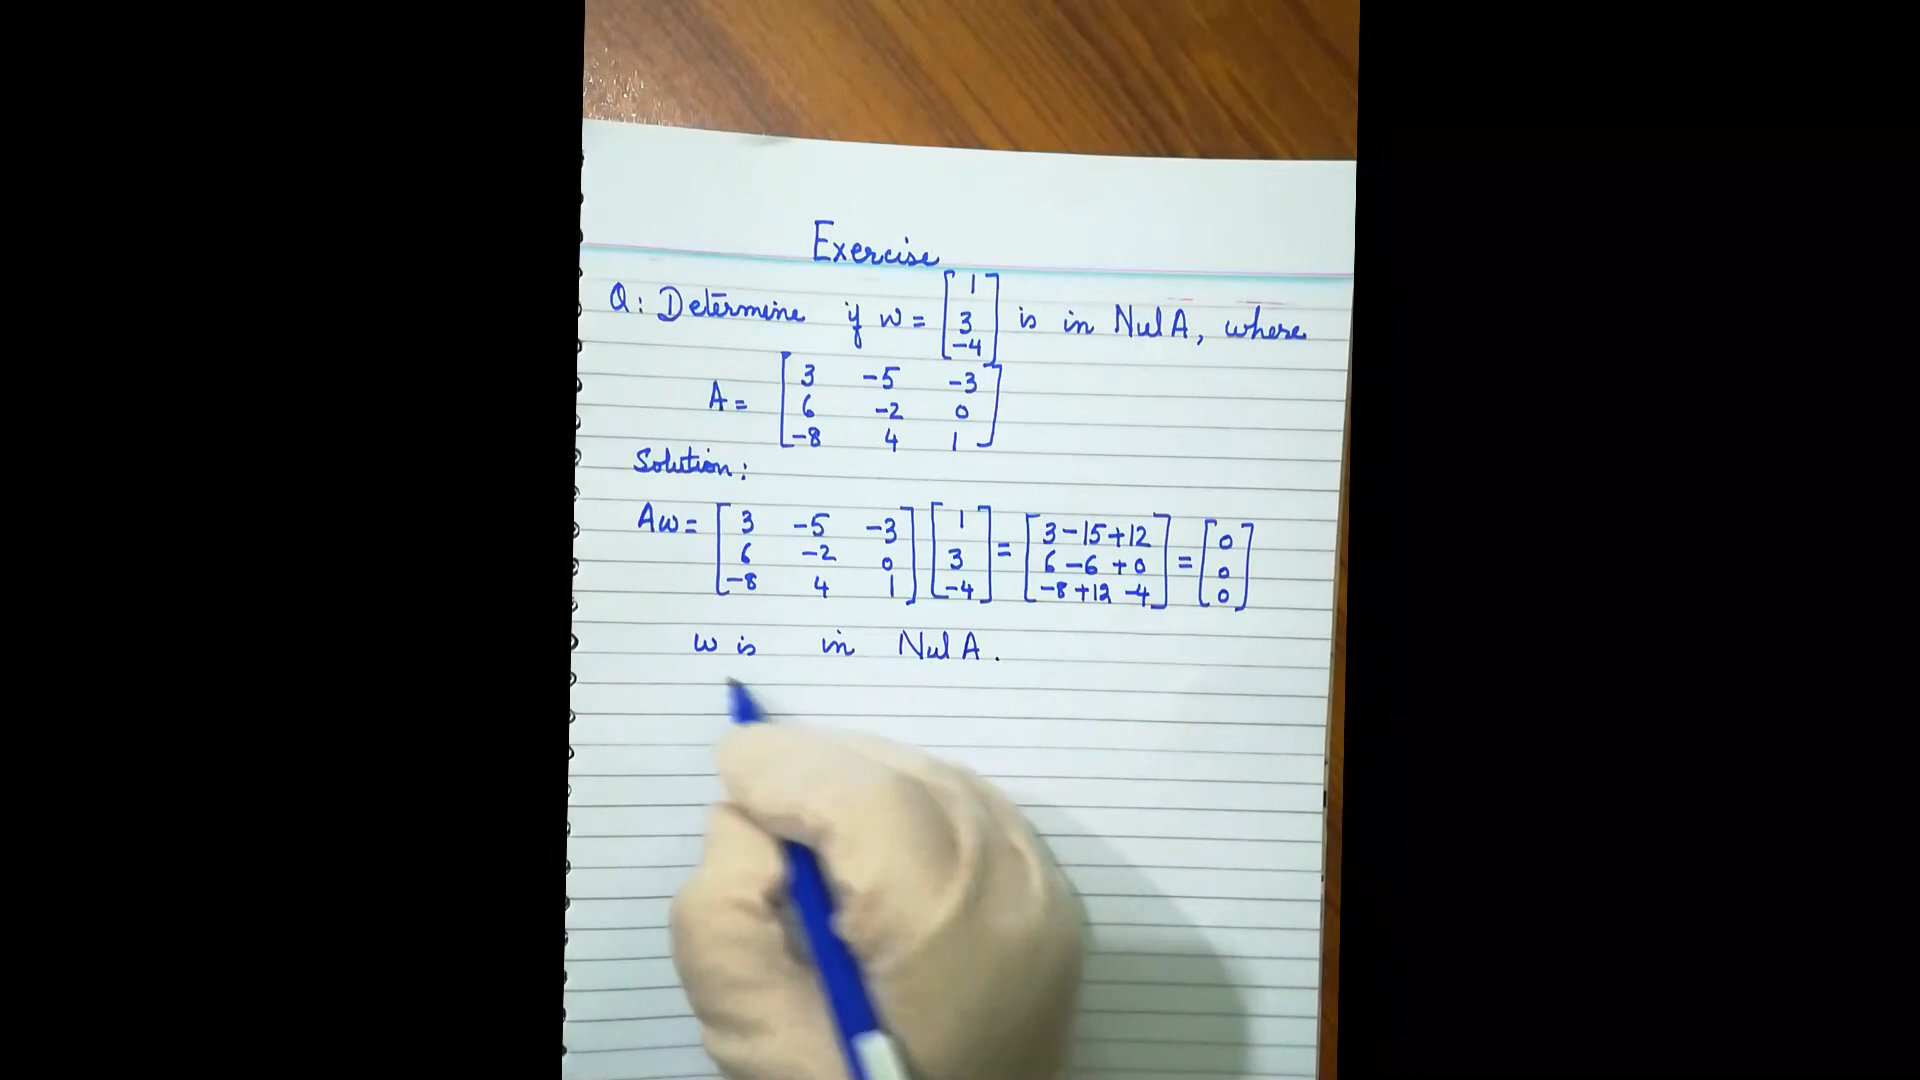 Exercise
Q: Determine if w = [1 3 -4] is in Nul A, where
A = [3 -5 -3
6 -2 0
-8 4 1]
Solution:
Aw = [3 -5 -3] [1] = [3-15+12] = [0]
[6 -2 0] [3] [6-6+0] [0]
[-8 4 1] [-4] [-8+12-4] [0]
w is in Nul A.